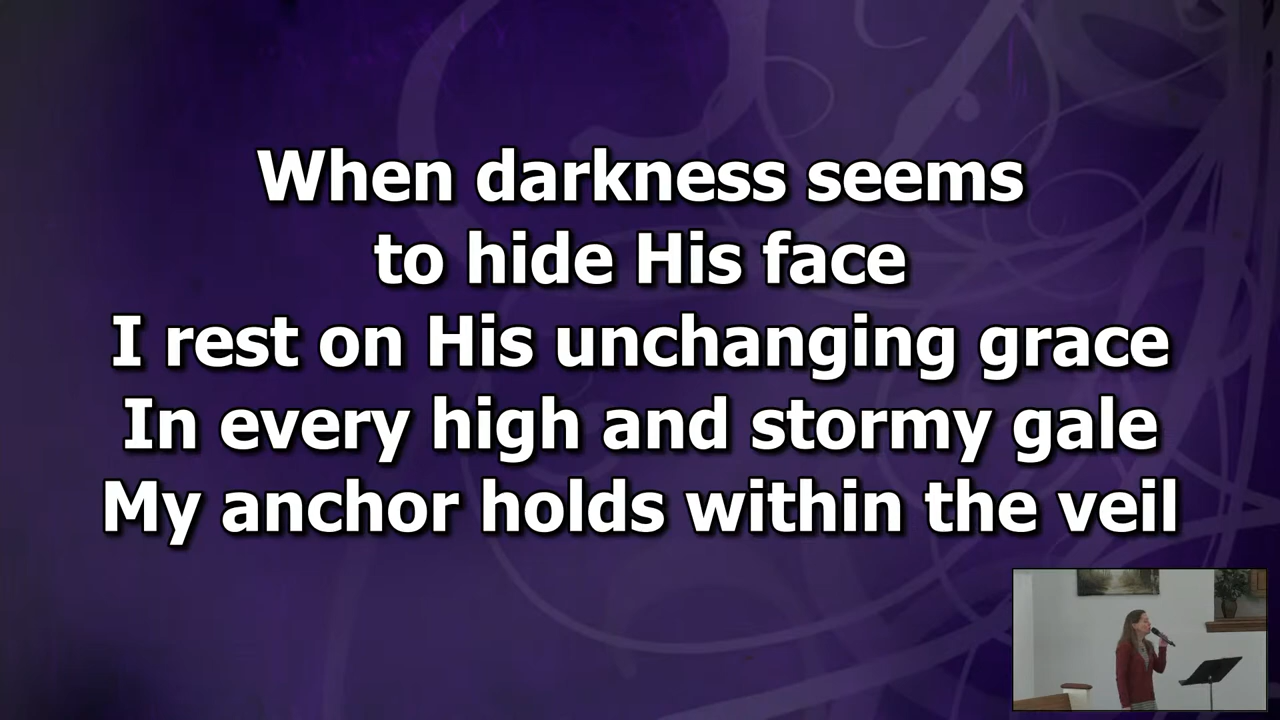 When darkness seems
to hide His face
I rest on His unchanging grace
In every high and stormy gale
My anchor holds within the veil